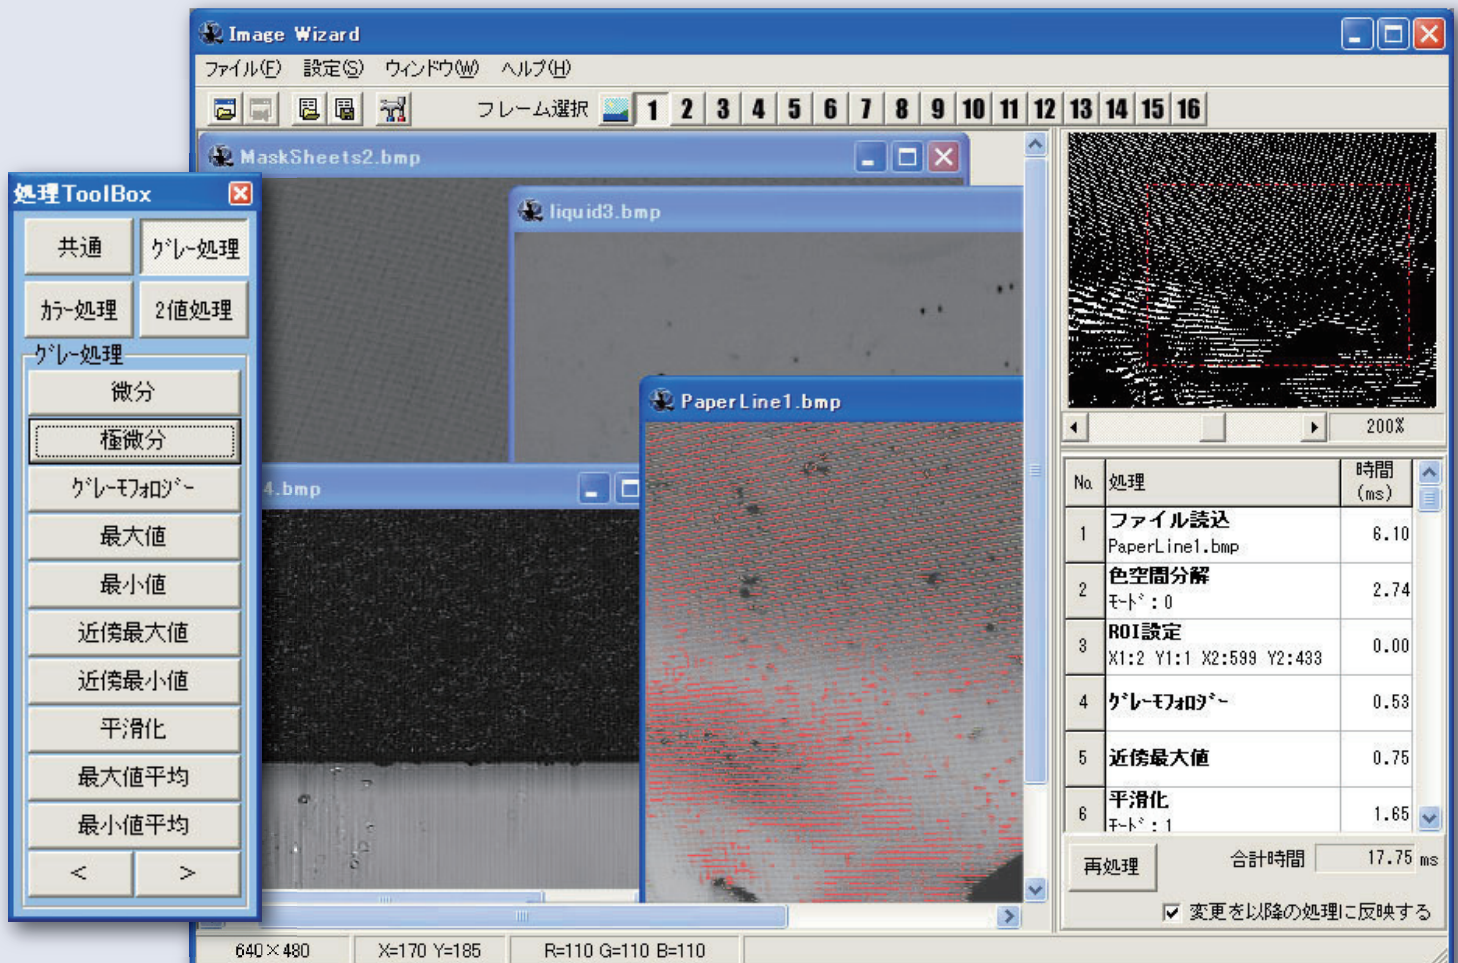 Image Wizard
ファイル(F) 設定(S) ウィンドウ(W) ヘルプ(H)
フレーム選択 1 2 3 4 5 6 7 8 9 10 11 12 13 14 15 16
MaskSheets2.bmp
liquid3.bmp
PaperLine1.bmp
4.bmp
処理ToolBox
共通 グレー処理
カラー処理 2値処理
グレー処理
微分
極微分
グレーモフォロジー
最大値
最小値
近傍最大値
近傍最小値
平滑化
最大値平均
最小値平均
< >
200%
No. 処理 時間
(ms)
1 ファイル読込 6.10
PaperLine1.bmp
2 色空間分解 2.74
モード:0
3 ROI設定 0.00
X1:2 Y1:1 X2:599 Y2:433
4 グレーモフォロジー 0.53
5 近傍最大値 0.75
6 平滑化 1.65
モード:1
再処理 合計時間 17.75 ms
変更を以降の処理に反映する
640×480 X=170 Y=185 R=110 G=110 B=110